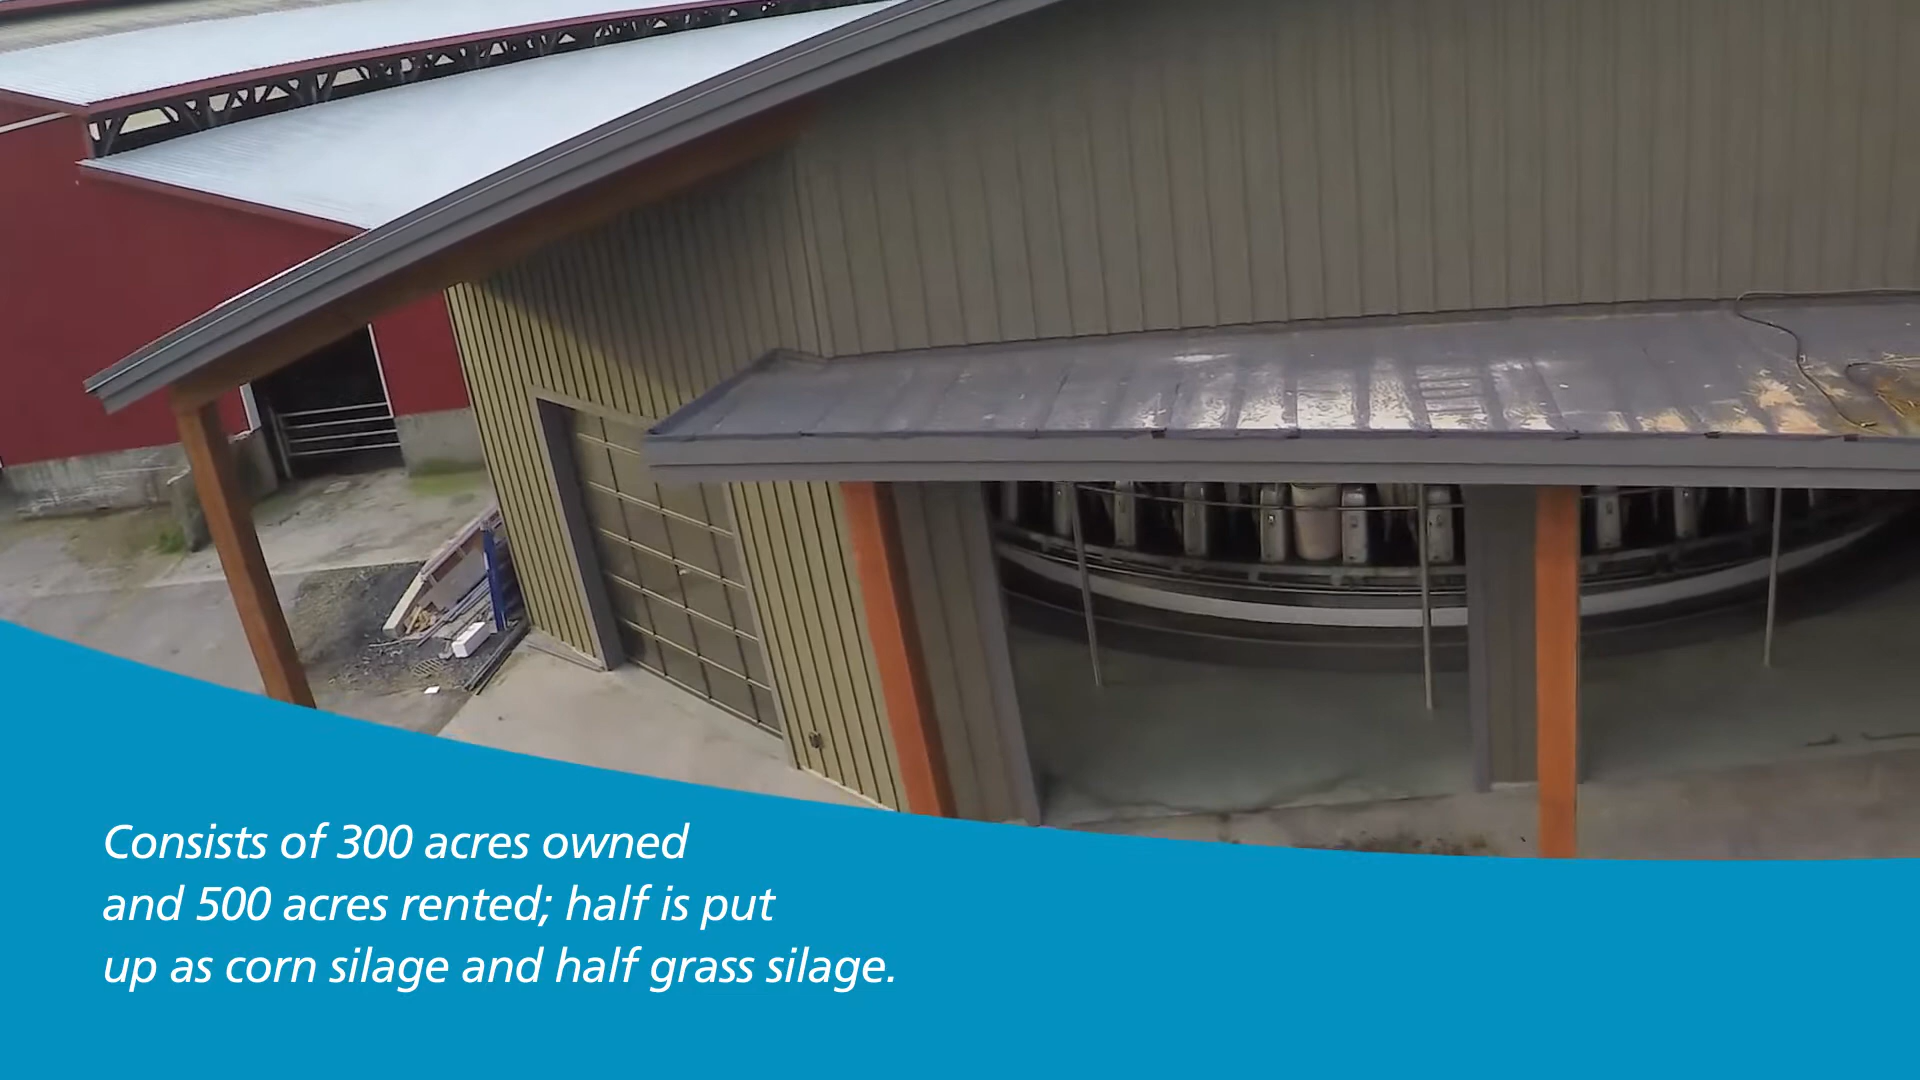 Consists of 300 acres owned
and 500 acres rented; half is put
up as corn silage and half grass silage.